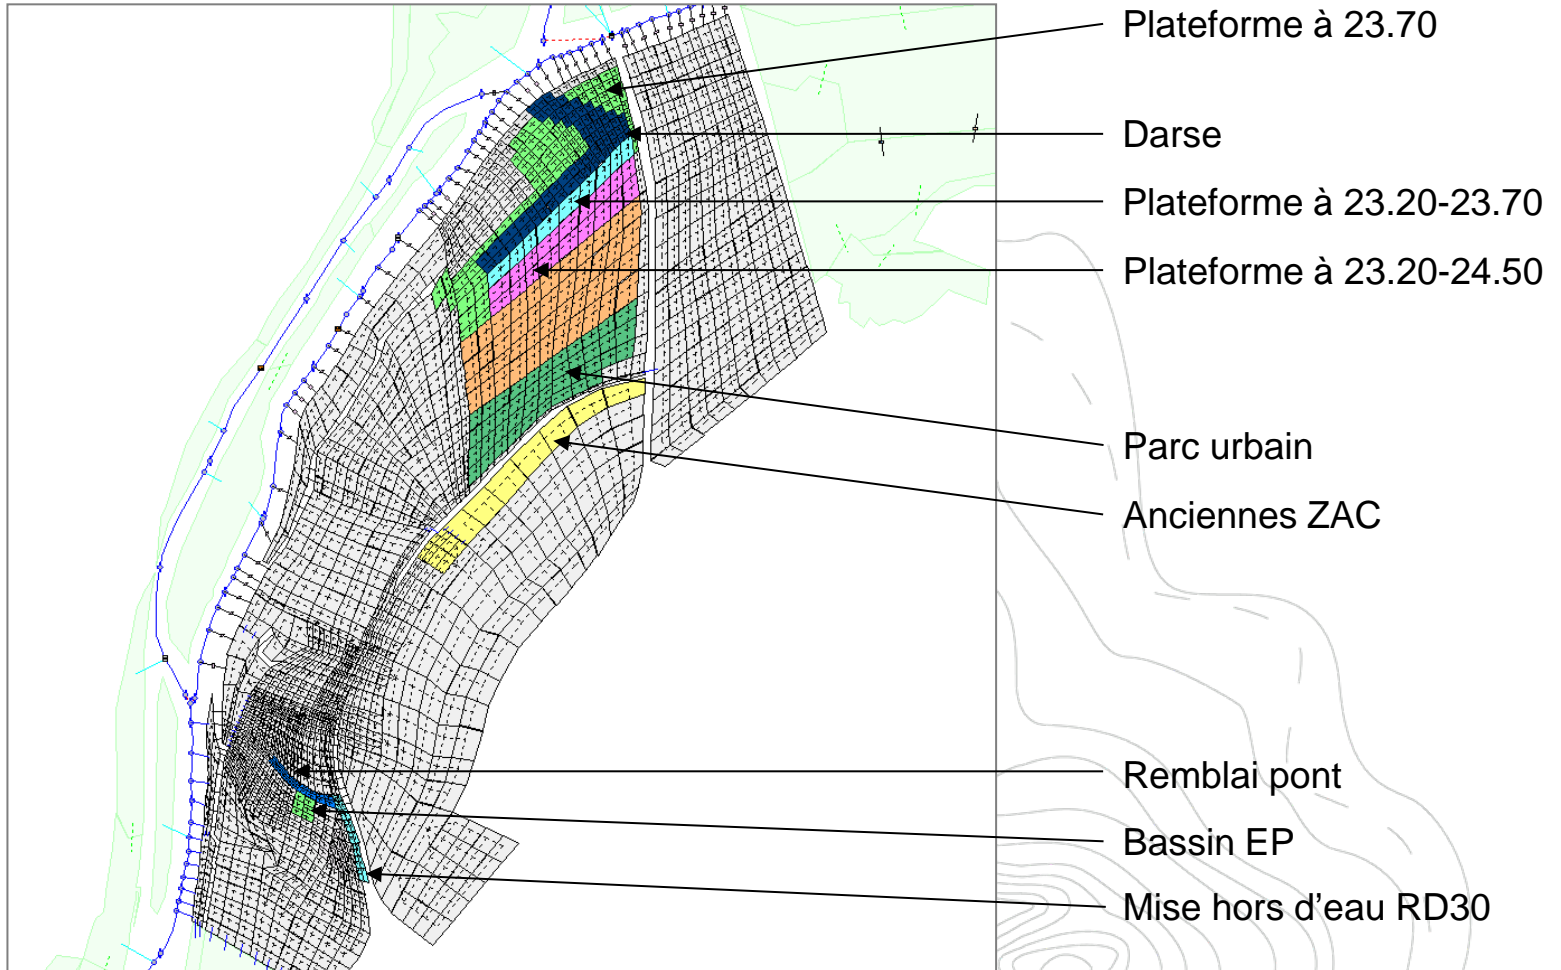 Plateforme à 23.70
Darse
Plateforme à 23.20-23.70
Plateforme à 23.20-24.50
Parc urbain
Anciennes ZAC
Remblai pont
Bassin EP
Mise hors d'eau RD30